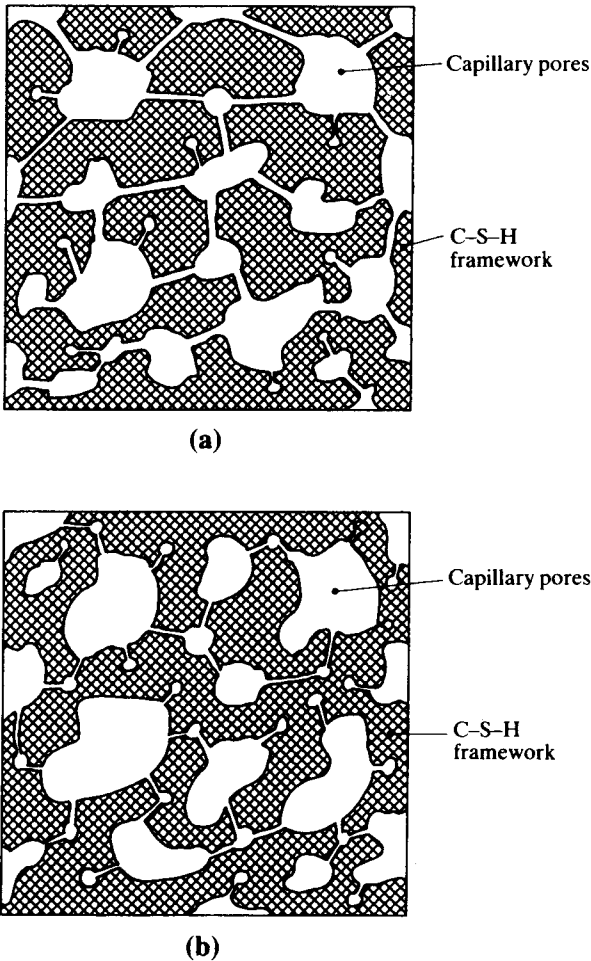 Capillary pores
C–S–H
framework
(a)
Capillary pores
C–S–H
framework
(b)